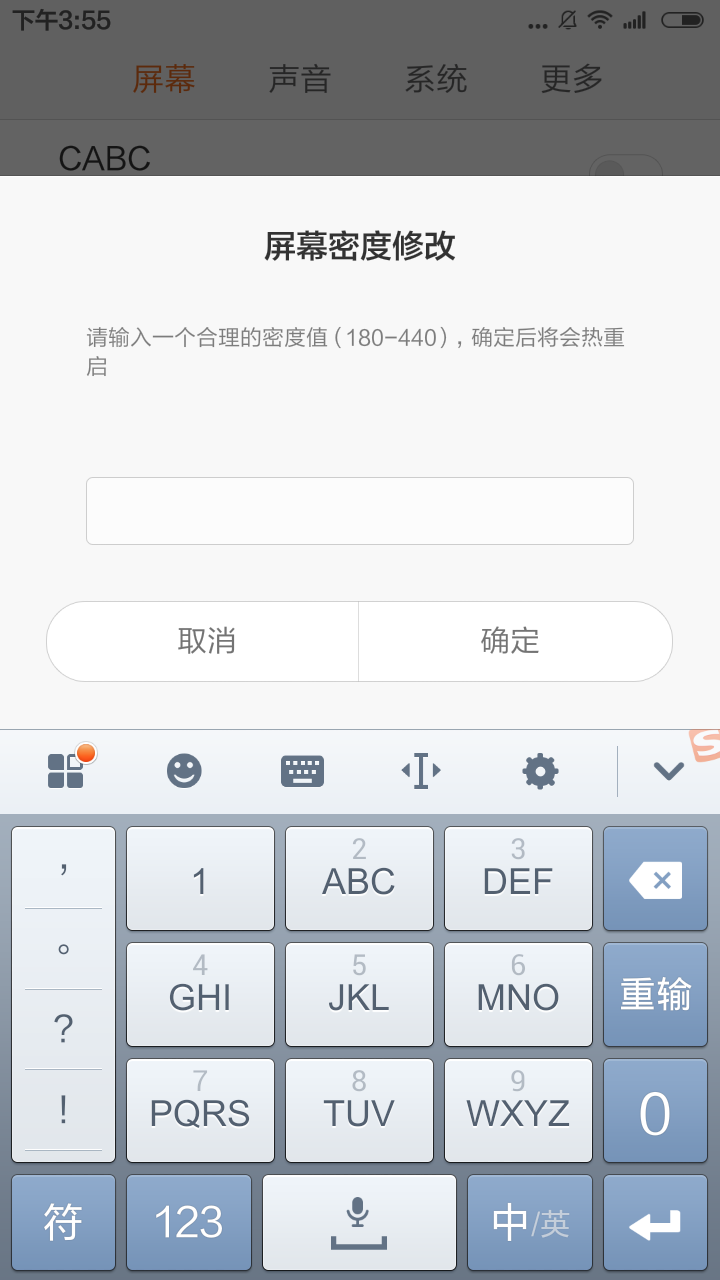 下午3:55
屏幕 声音 系统 更多
CABC
屏幕密度修改
请输入一个合理的密度值（180-440），确定后将会热重
启
取消 确定
， 1 2 ABC 3 DEF
。 4 GHI 5 JKL 6 MNO 重输
？
！ 7 PQRS 8 TUV 9 WXYZ 0
符 123 中/英